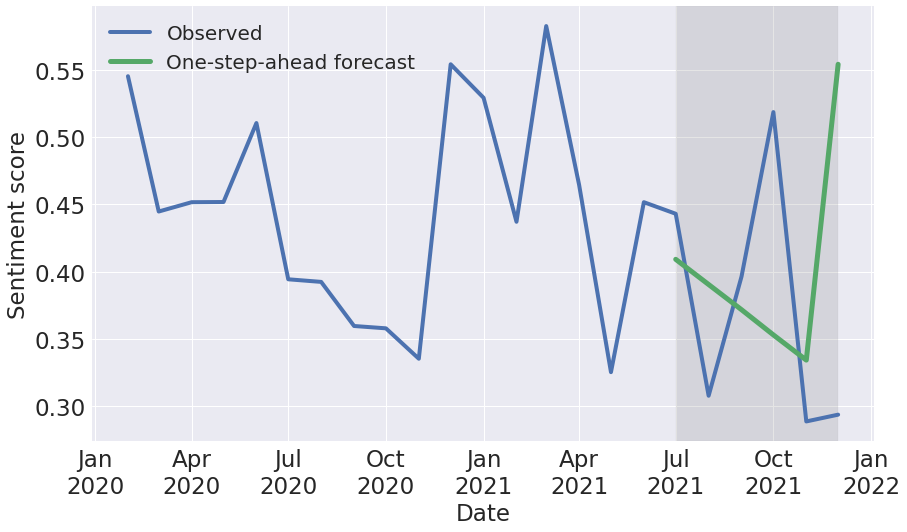 Observed
One-step-ahead forecast
Sentiment score
0.55
0.50
0.45
0.40
0.35
0.30
Jan Apr Jul Oct Jan Apr Jul Oct Jan
2020 2020 2020 2020 2021 2021 2021 2021 2022
Date